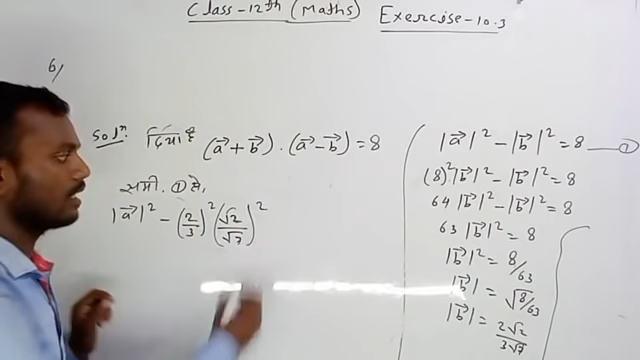 Class-12th (Maths) Exercise-10.3
6/
Solⁿ: दिया है (a⃗+b⃗).(a⃗-b⃗)=8
समी. ① से,
|a⃗|² - (2/3)² (√2/√7)²
|a⃗|² - |b⃗|² = 8 —— ①
(8)²|b⃗|² - |b⃗|² = 8
64 |b⃗|² - |b⃗|² = 8
63 |b⃗|² = 8
|b⃗|² = 8/63
|b⃗| = √8/63
|b⃗| = 2√2/3√7